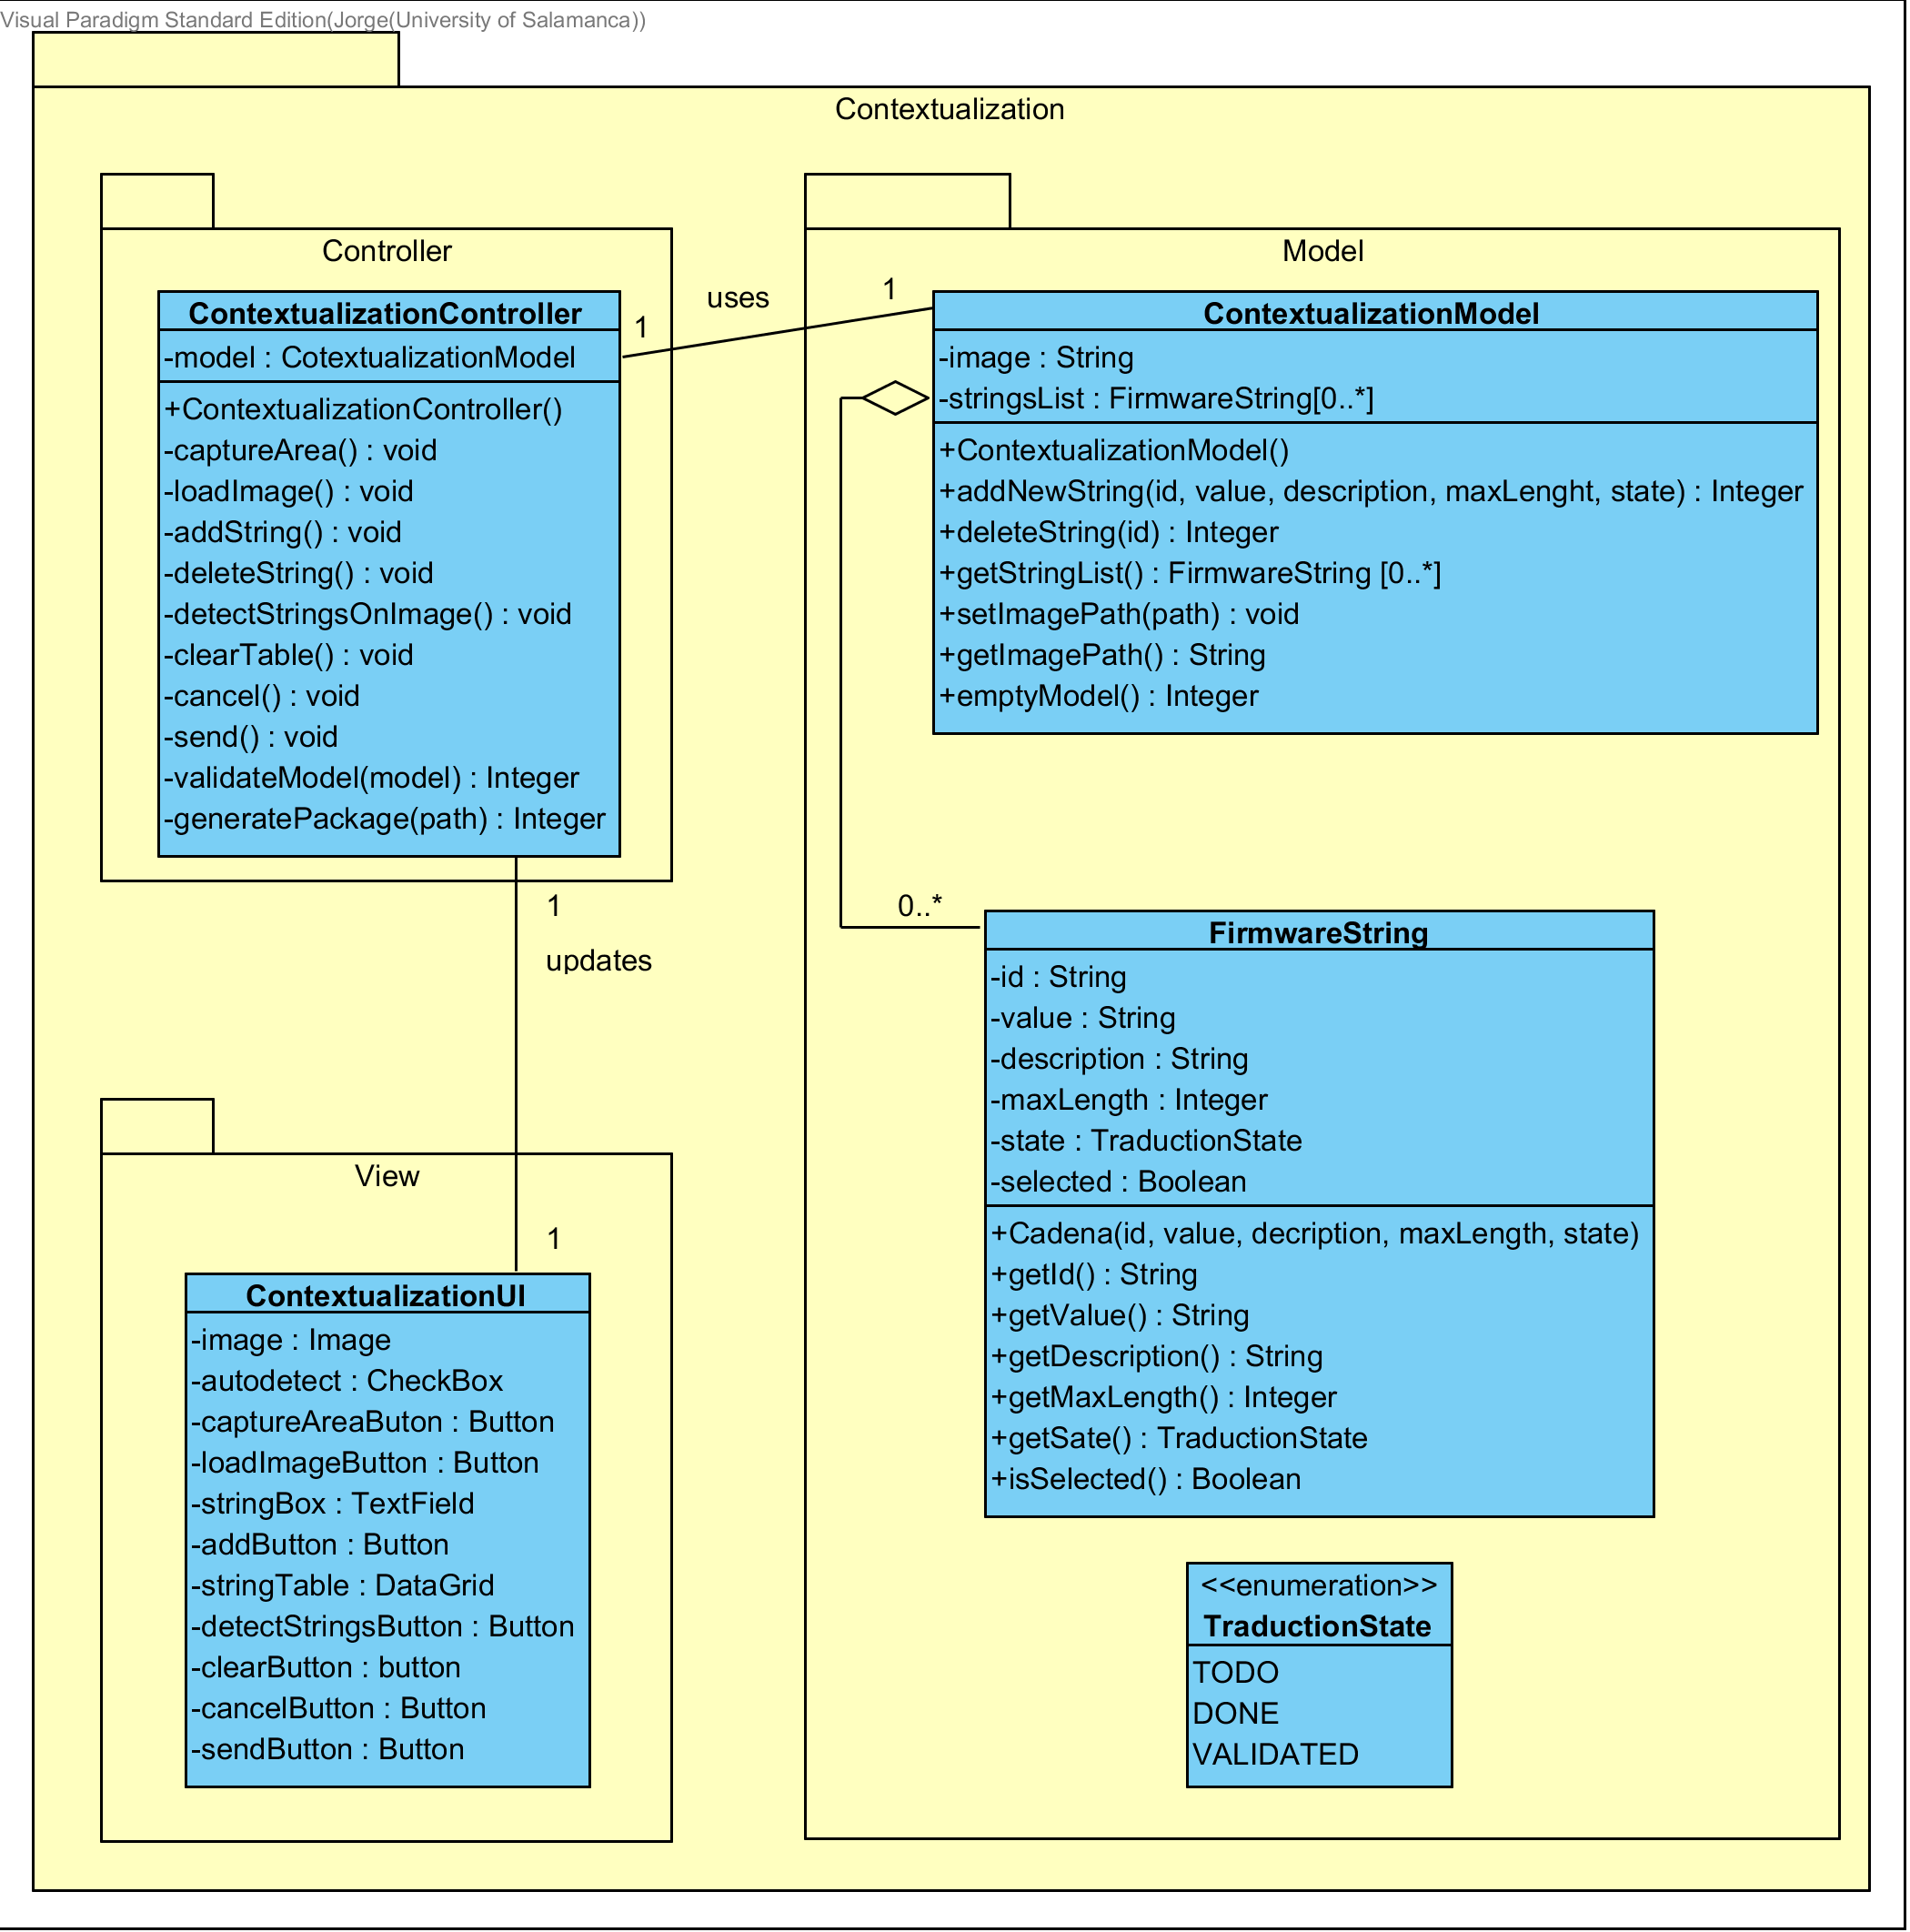 Visual Paradigm Standard Edition(Jorge(University of Salamanca))
Contextualization
Controller
ContextualizationController
-model : CotextualizationModel
+ContextualizationController()
-captureArea() : void
-loadImage() : void
-addString() : void
-deleteString() : void
-detectStringsOnImage() : void
-clearTable() : void
-cancel() : void
-send() : void
-validateModel(model) : Integer
-generatePackage(path) : Integer
1
uses
1
Model
ContextualizationModel
-image : String
-stringsList : FirmwareString[0..*]
+ContextualizationModel()
+addNewString(id, value, description, maxLenght, state) : Integer
+deleteString(id) : Integer
+getStringList() : FirmwareString [0..*]
+setImagePath(path) : void
+getImagePath() : String
+emptyModel() : Integer
0..*
FirmwareString
-id : String
-value : String
-description : String
-maxLength : Integer
-state : TraductionState
-selected : Boolean
+Cadena(id, value, decription, maxLength, state)
+getId() : String
+getValue() : String
+getDescription() : String
+getMaxLength() : Integer
+getSate() : TraductionState
+isSelected() : Boolean
<<enumeration>>
TraductionState
TODO
DONE
VALIDATED
1
updates
View
1
ContextualizationUI
-image : Image
-autodetect : CheckBox
-captureAreaButon : Button
-loadImageButton : Button
-stringBox : TextField
-addButton : Button
-stringTable : DataGrid
-detectStringsButton : Button
-clearButton : button
-cancelButton : Button
-sendButton : Button